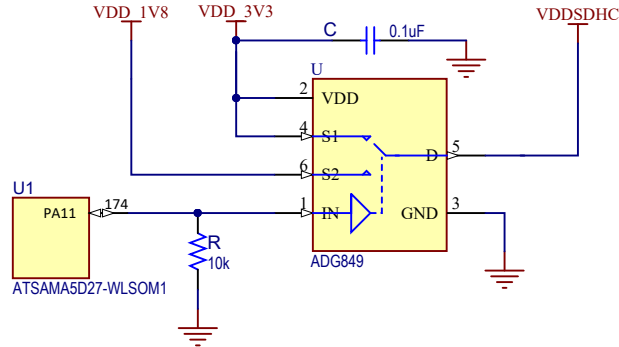 VDD_1V8 VDD_3V3 VDDSDHC
C 0.1uF
U
2 VDD
4 S1
D 5
6 S2
U1
PA11 174 1 IN GND 3
R
10k
ADG849
ATSAMA5D27-WLSOM1